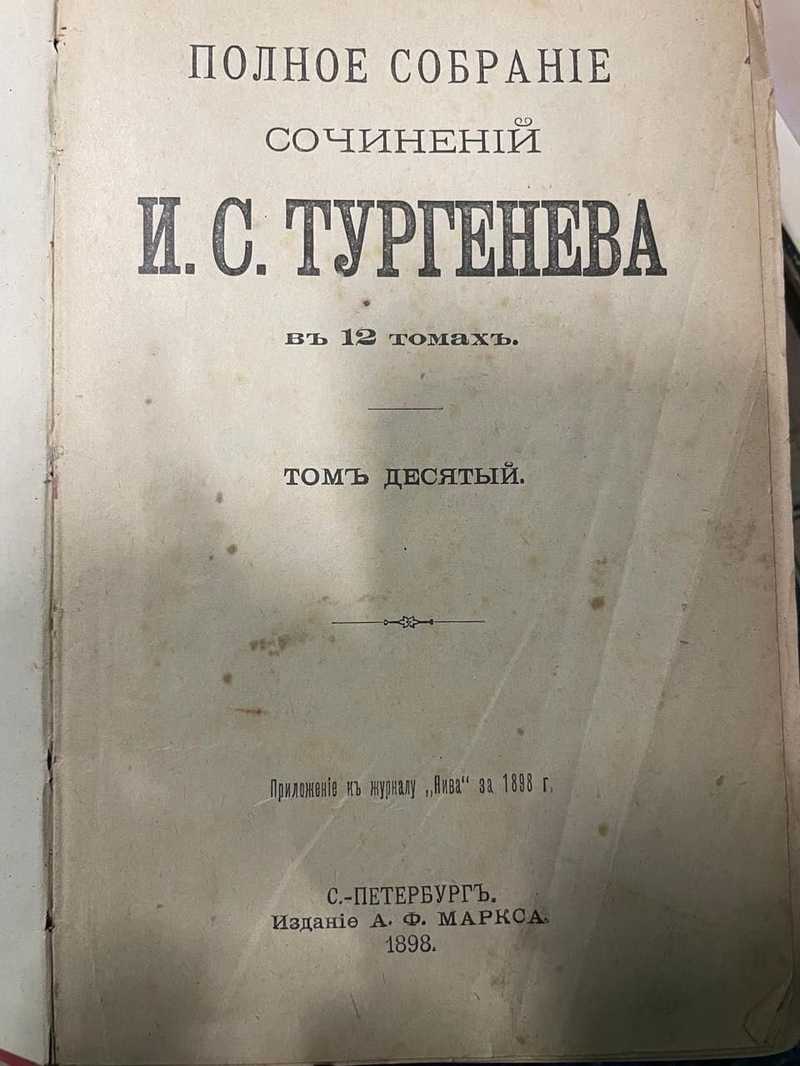 ПОЛНОЕ СОБРАНІЕ
СОЧИНЕНІЙ
И. С. ТУРГЕНЕВА
въ 12 томахъ.
ТОМЪ ДЕСЯТЫЙ.
Приложеніе къ журналу „Нива“ за 1898 г.
С.-ПЕТЕРБУРГЪ.
Изданіе А. Ф. МАРКСА.
1898.